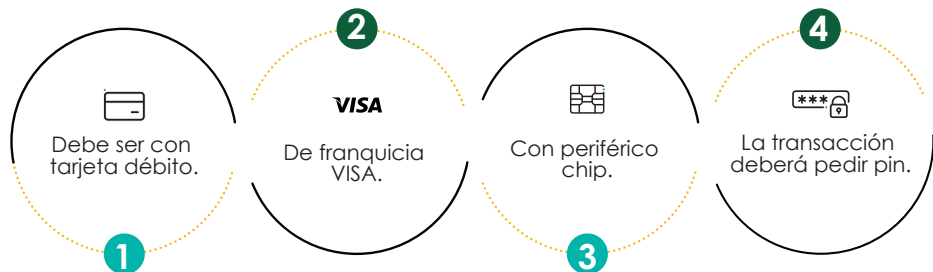 1
Debe ser con
tarjeta débito.
2
VISA
De franquicia
VISA.
3
Con periférico
chip.
4
***
La transacción
deberá pedir pin.